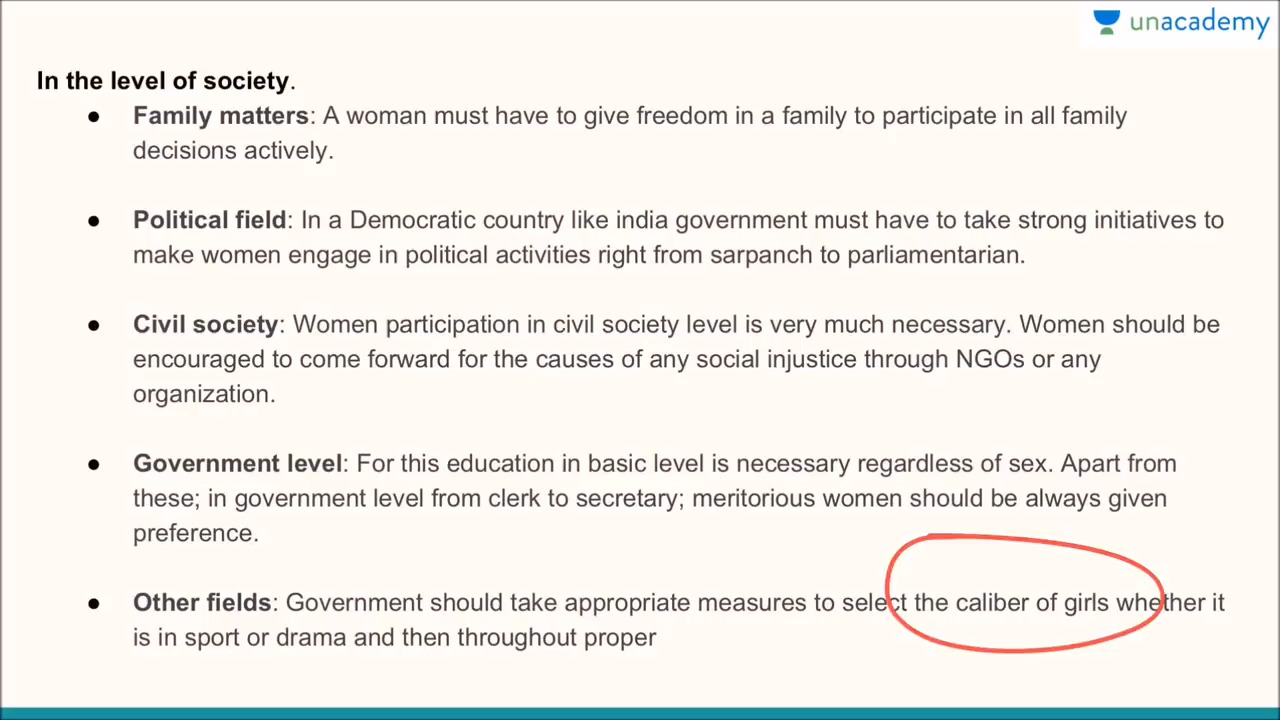 unacademy
In the level of society.
● Family matters: A woman must have to give freedom in a family to participate in all family
decisions actively.
● Political field: In a Democratic country like india government must have to take strong initiatives to
make women engage in political activities right from sarpanch to parliamentarian.
● Civil society: Women participation in civil society level is very much necessary. Women should be
encouraged to come forward for the causes of any social injustice through NGOs or any
organization.
● Government level: For this education in basic level is necessary regardless of sex. Apart from
these; in government level from clerk to secretary; meritorious women should be always given
preference.
● Other fields: Government should take appropriate measures to select the caliber of girls whether it
is in sport or drama and then throughout proper